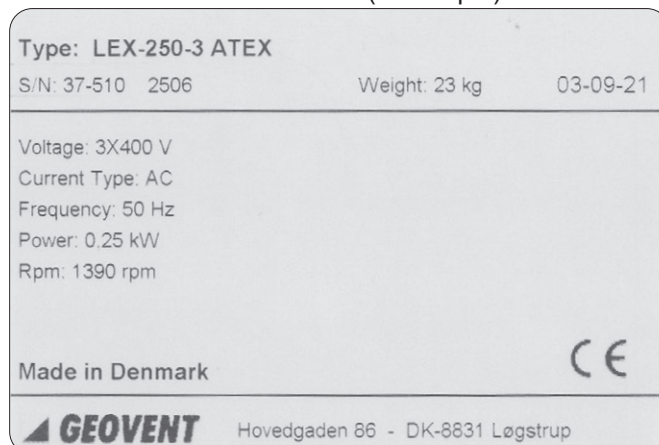 Type: LEX-250-3 ATEX
S/N: 37-510 2506 Weight: 23 kg 03-09-21
Voltage: 3X400 V
Current Type: AC
Frequency: 50 Hz
Power: 0.25 kW
Rpm: 1390 rpm
Made in Denmark CE
GEOVENT Hovedgaden 86 - DK-8831 Løgstrup